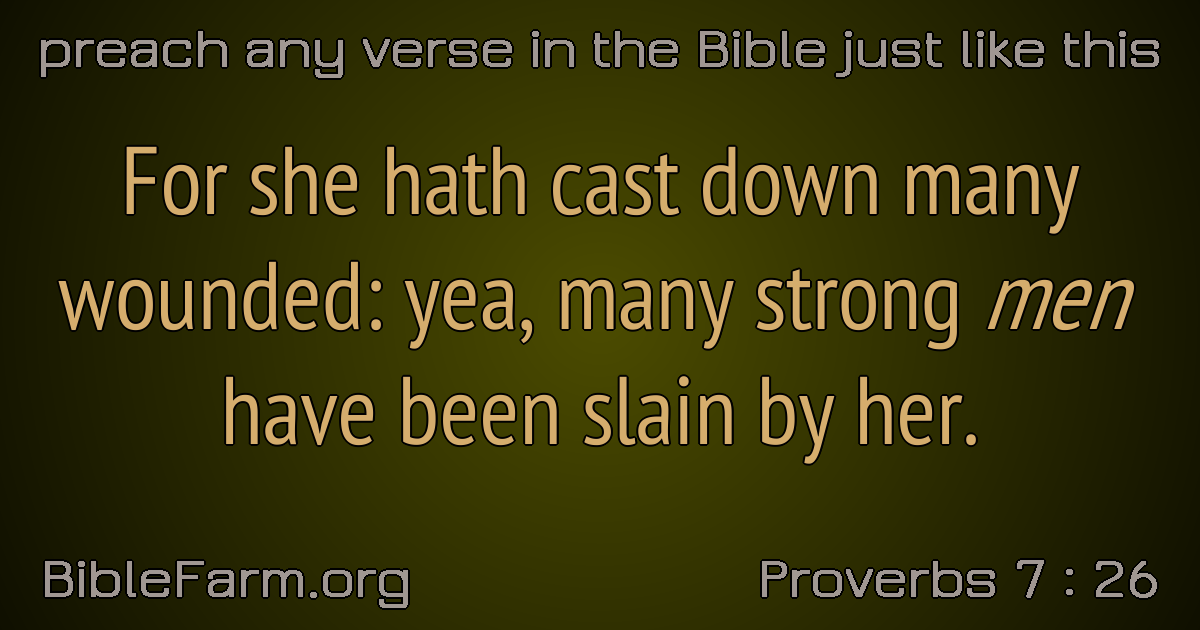 preach any verse in the Bible just like this
For she hath cast down many
wounded: yea, many strong men
have been slain by her.
BibleFarm.org
Proverbs 7 : 26